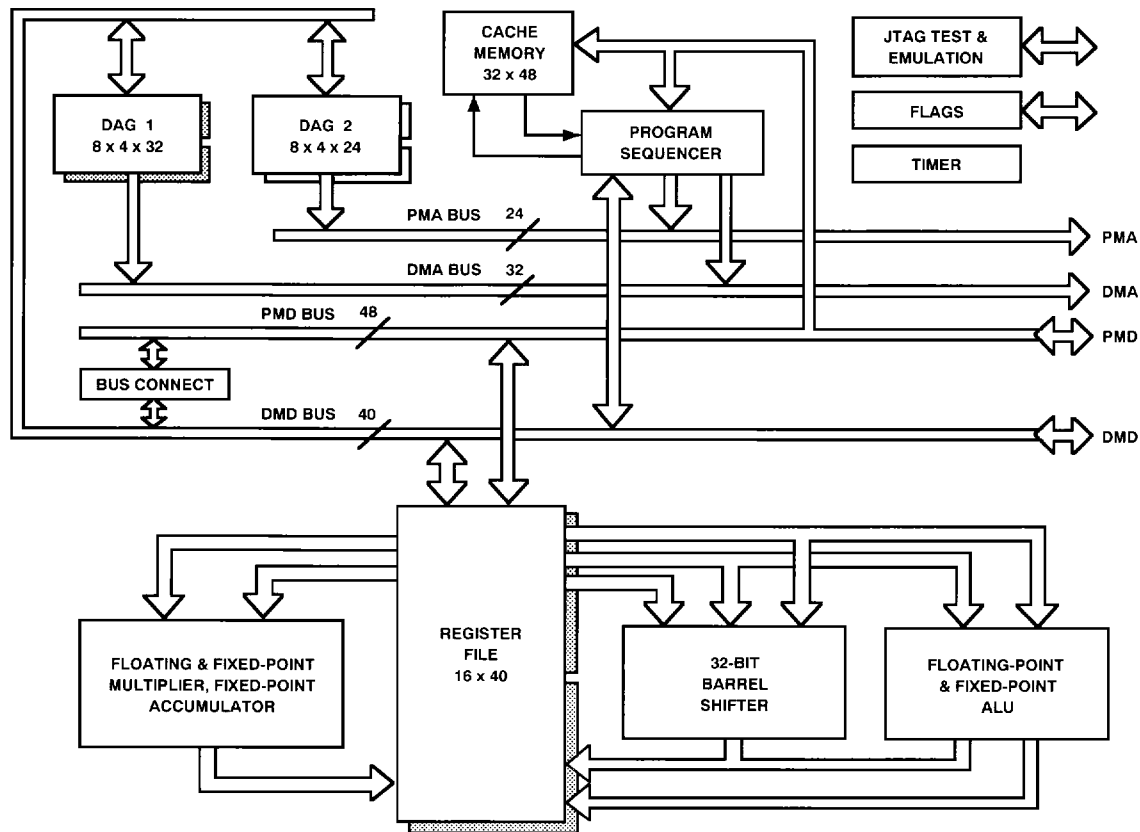 CACHE
MEMORY
32 x 48
JTAG TEST &
EMULATION
DAG 1
8 x 4 x 32
DAG 2
8 x 4 x 24
FLAGS
PROGRAM
SEQUENCER
TIMER
PMA BUS 24
PMA
DMA BUS 32
DMA
PMD BUS 48
PMD
BUS CONNECT
DMD BUS 40
DMD
REGISTER
FILE
16 x 40
FLOATING & FIXED-POINT
MULTIPLIER, FIXED-POINT
ACCUMULATOR
32-BIT
BARREL
SHIFTER
FLOATING-POINT
& FIXED-POINT
ALU